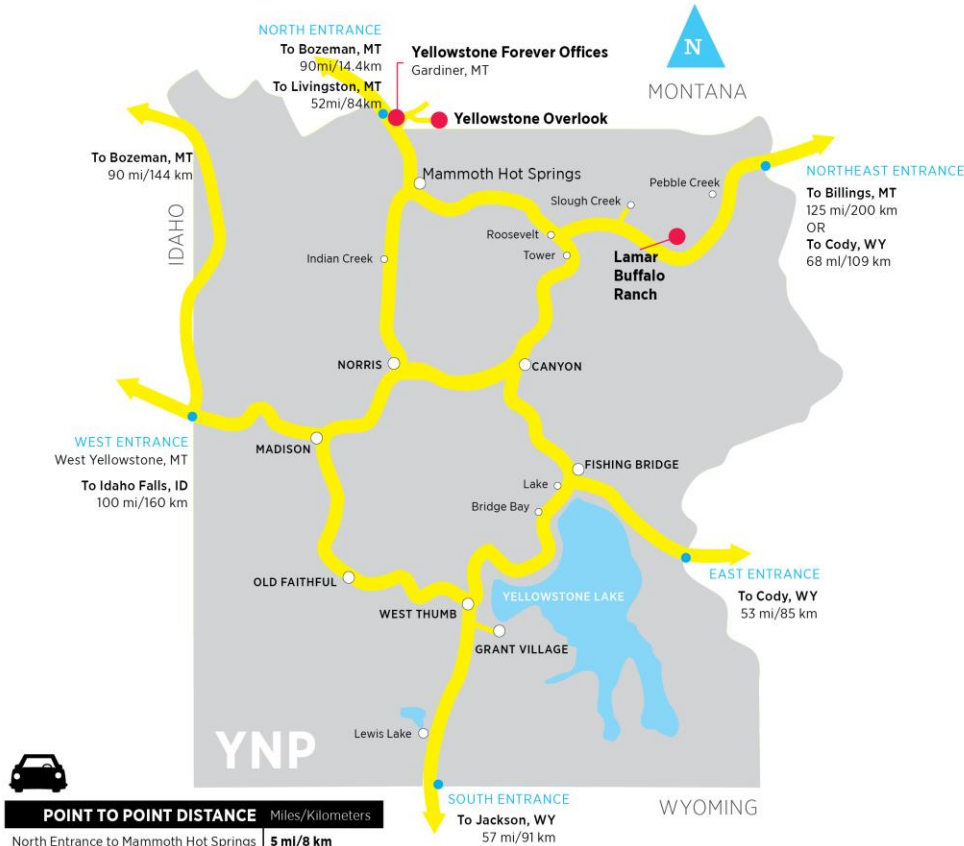 NORTH ENTRANCE
To Bozeman, MT
90mi/14.4km
To Livingston, MT
52mi/84km
Yellowstone Forever Offices
Gardiner, MT
N
MONTANA
Yellowstone Overlook
To Bozeman, MT
90 mi/144 km
IDAHO
Mammoth Hot Springs
Slough Creek
Pebble Creek
NORTHEAST ENTRANCE
To Billings, MT
125 mi/200 km
OR
To Cody, WY
68 ml/109 km
Roosevelt
Tower
Indian Creek
Lamar
Buffalo
Ranch
NORRIS
CANYON
WEST ENTRANCE
West Yellowstone, MT
To Idaho Falls, ID
100 mi/160 km
MADISON
FISHING BRIDGE
Lake
Bridge Bay
OLD FAITHFUL
WEST THUMB
YELLOWSTONE LAKE
GRANT VILLAGE
EAST ENTRANCE
To Cody, WY
53 mi/85 km
Lewis Lake
YNP
SOUTH ENTRANCE
To Jackson, WY
57 mi/91 km
WYOMING
POINT TO POINT DISTANCE Miles/Kilometers
North Entrance to Mammoth Hot Springs 5 mi/8 km